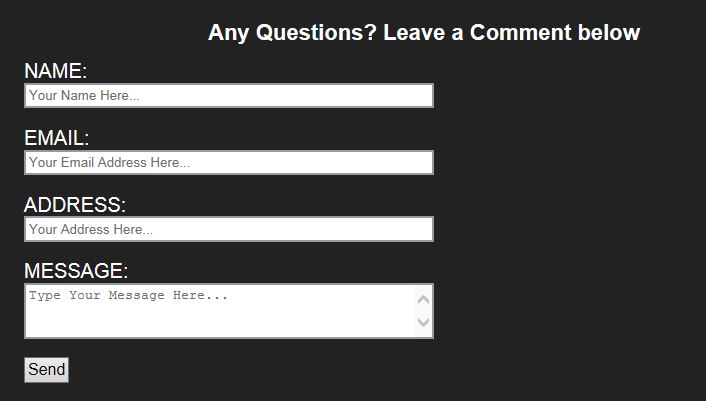 Any Questions? Leave a Comment below
NAME:
Your Name Here...
EMAIL:
Your Email Address Here...
ADDRESS:
Your Address Here...
MESSAGE:
Type Your Message Here...
Send